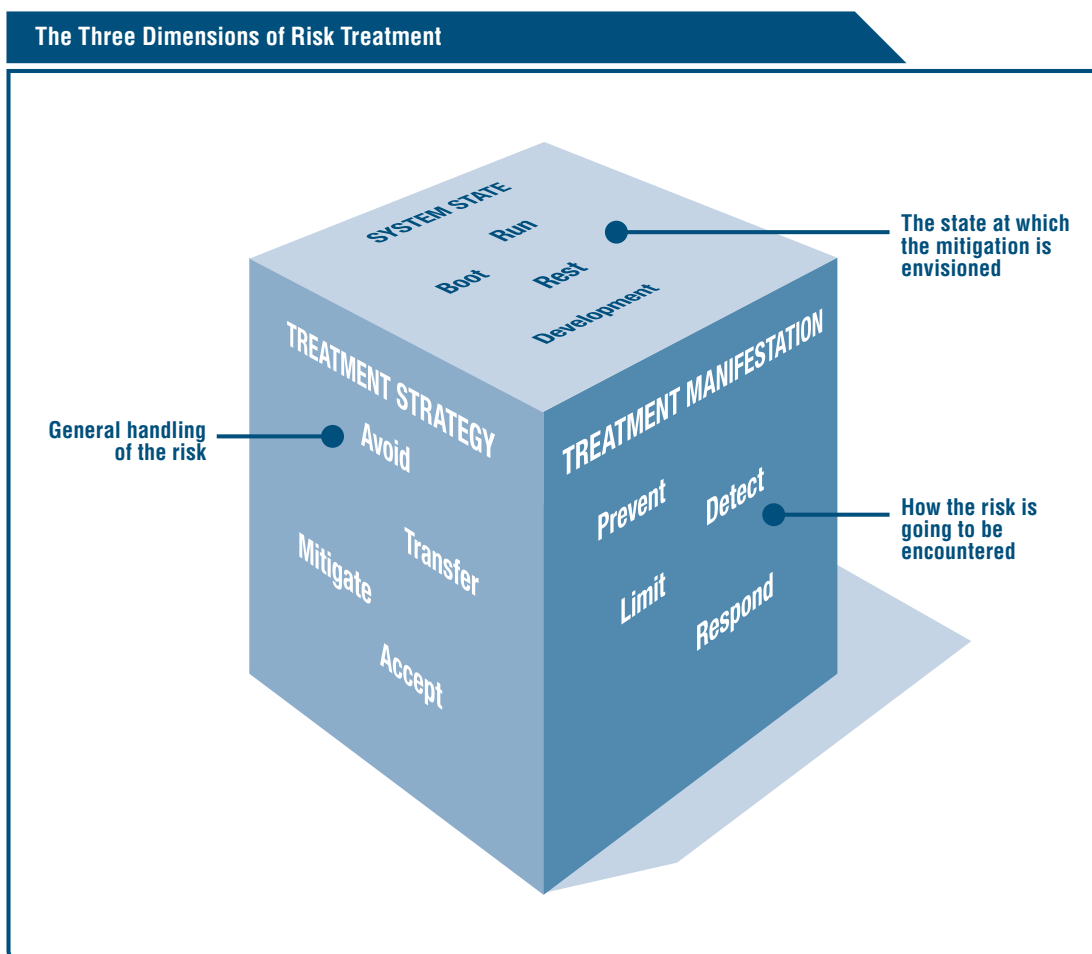 The Three Dimensions of Risk Treatment
SYSTEM STATE
Run
Boot
Rest
Development
The state at which
the mitigation is
envisioned
TREATMENT STRATEGY
Avoid
Mitigate
Transfer
Accept
General handling
of the risk
TREATMENT MANIFESTATION
Prevent
Detect
Limit
Respond
How the risk is
going to be
encountered